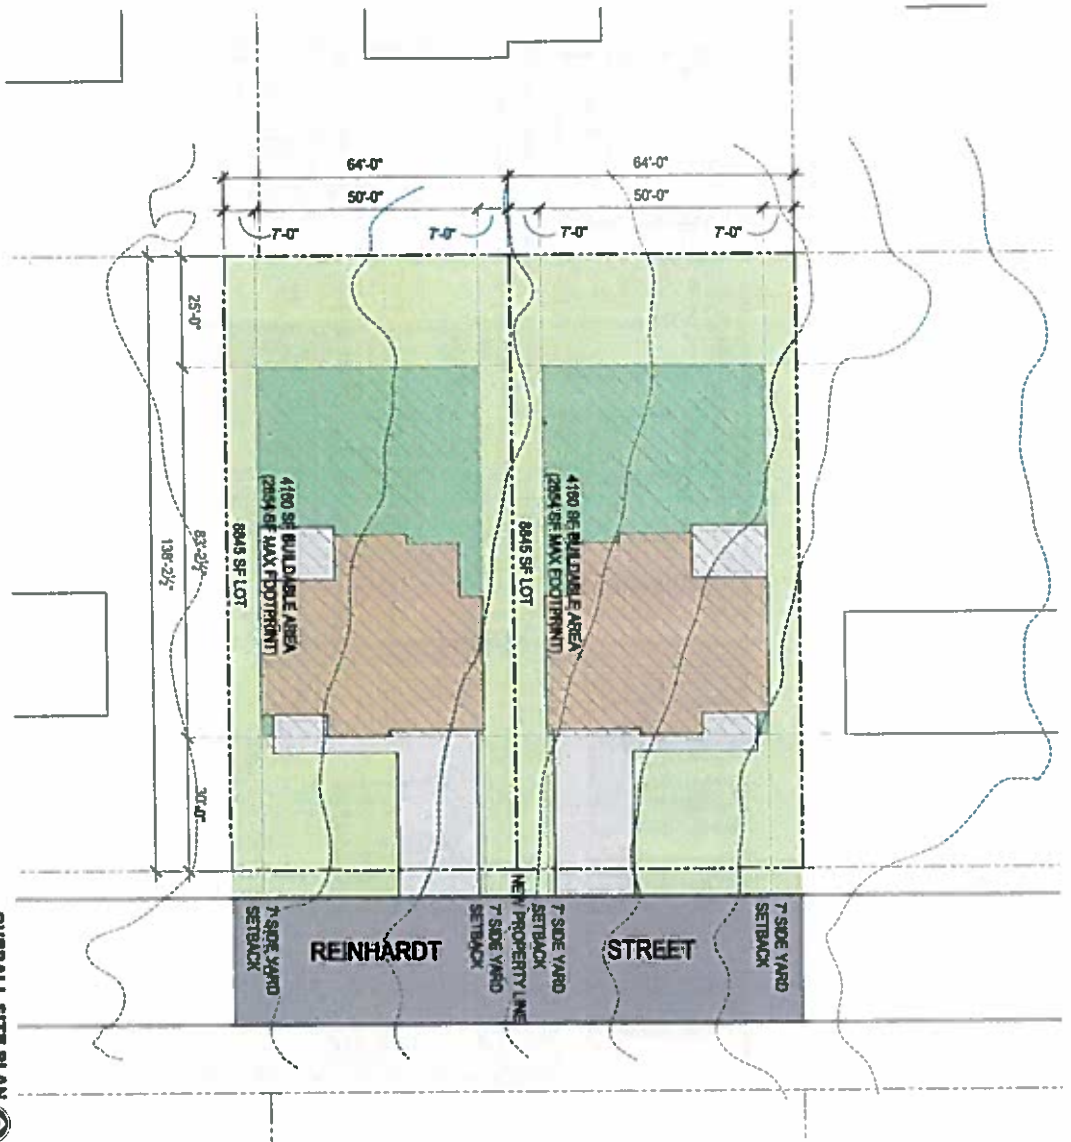 64'-0"
64'-0"
50'-0"
50'-0"
7'-0"
7'-0"
7'-0"
7'-0"
25'-0"
83'-2½"
138'-2½"
30'-0"
4160 SF BUILDABLE AREA
(2654 SF MAX FOOTPRINT)
8845 SF LOT
4160 SF BUILDABLE AREA
(2654 SF MAX FOOTPRINT)
8845 SF LOT
7' SIDE YARD
SETBACK
7' SIDE YARD
SETBACK
NEW PROPERTY LINE
7' SIDE YARD
SETBACK
7' SIDE YARD
SETBACK
REINHARDT STREET
OVERALL SITE PLAN